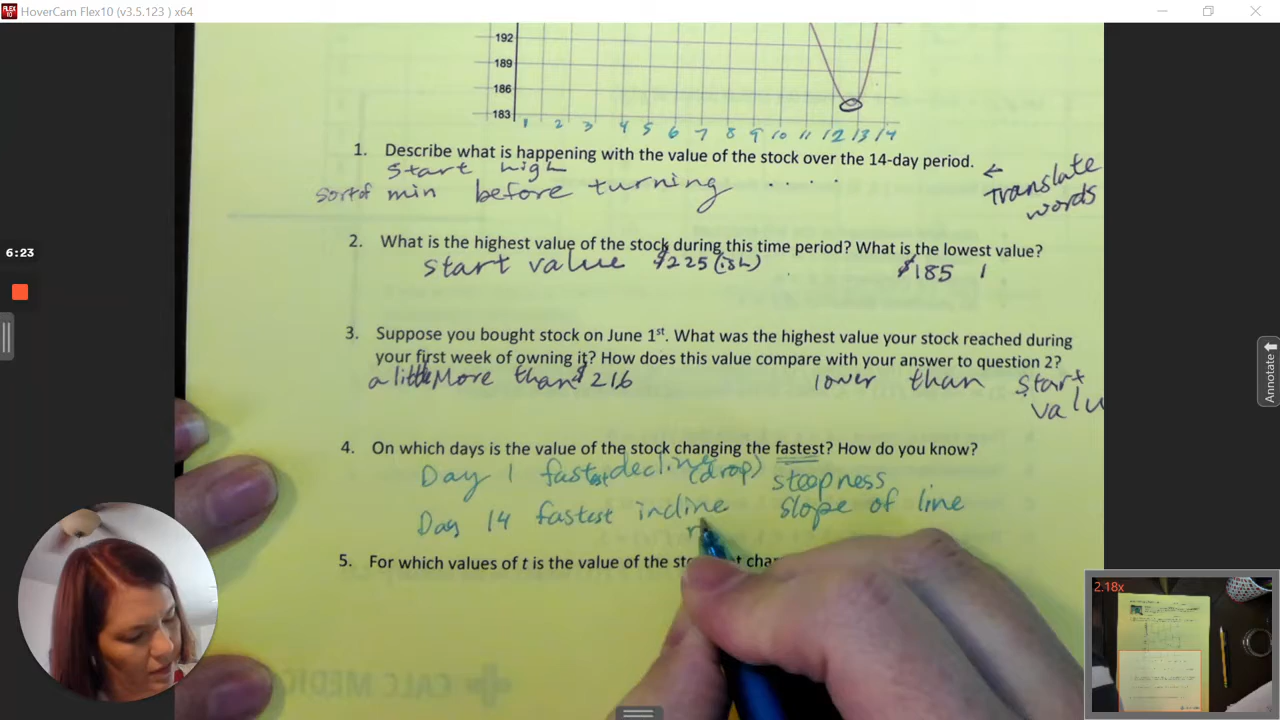 HoverCam Flex10 (v3.5.123) x64
192
189
186
183
1 2 3 4 5 6 7 8 9 10 11 12 13 14
1. Describe what is happening with the value of the stock over the 14-day period.
start high
sort of min before turning ....
← translate
words
2. What is the highest value of the stock during this time period? What is the lowest value?
start value $225 (ish)
$185
6:23
3. Suppose you bought stock on June 1st. What was the highest value your stock reached during
your first week of owning it? How does this value compare with your answer to question 2?
a little More than $216
lower than start
valu
Annotate
4. On which days is the value of the stock changing the fastest? How do you know?
Day 1 fastest decline (drop) steepness
Day 14 fastest incline slope of line
5. For which values of t is the value of the
CALC MEDIC
2.18x